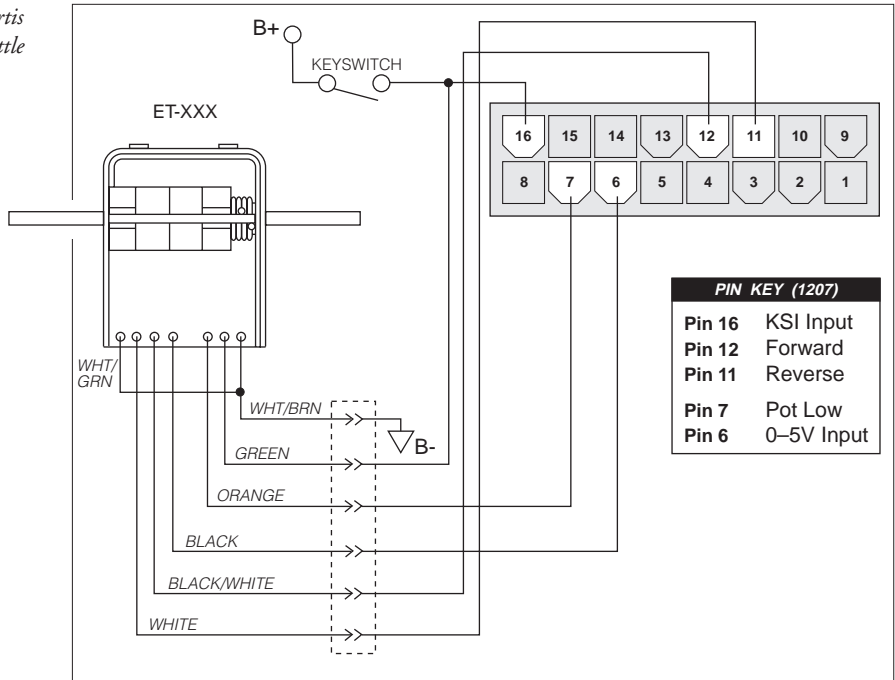 rtis
ttle
B+
KEYSWITCH
ET-XXX
16 15 14 13 12 11 10 9
8 7 6 5 4 3 2 1
PIN KEY (1207)
Pin 16 KSI Input
Pin 12 Forward
Pin 11 Reverse
Pin 7 Pot Low
Pin 6 0–5V Input
WHT/
GRN
WHT/BRN
B-
GREEN
ORANGE
BLACK
BLACK/WHITE
WHITE